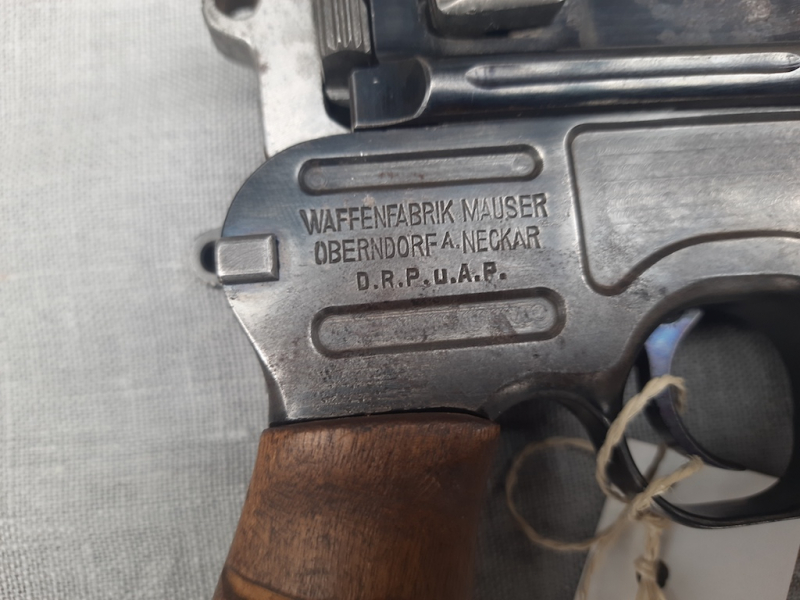 WAFFENFABRIK MAUSER
OBERNDORF A. NECKAR
D.R.P.u.A.P.